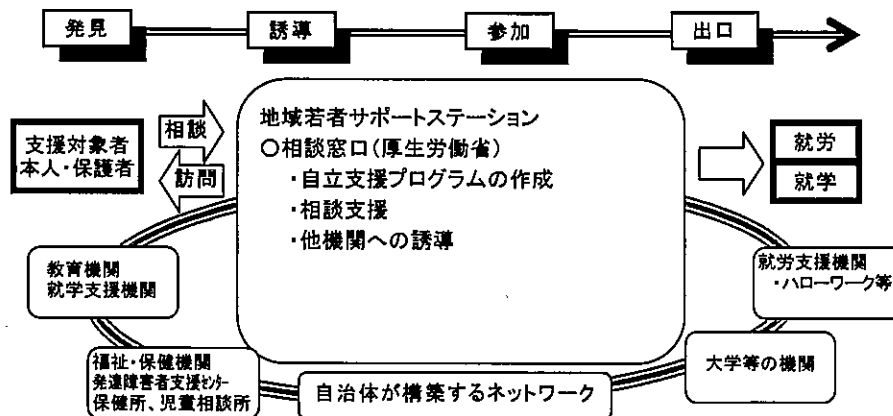 発見
誘導
参加
出口
相談
訪問
支援対象者
本人・保護者
地域若者サポートステーション
○相談窓口(厚生労働省)
・自立支援プログラムの作成
・相談支援
・他機関への誘導
就労
就学
教育機関
就学支援機関
就労支援機関
・ハローワーク等
福祉・保健機関
発達障害者支援センター
保健所、児童相談所
自治体が構築するネットワーク
大学等の機関